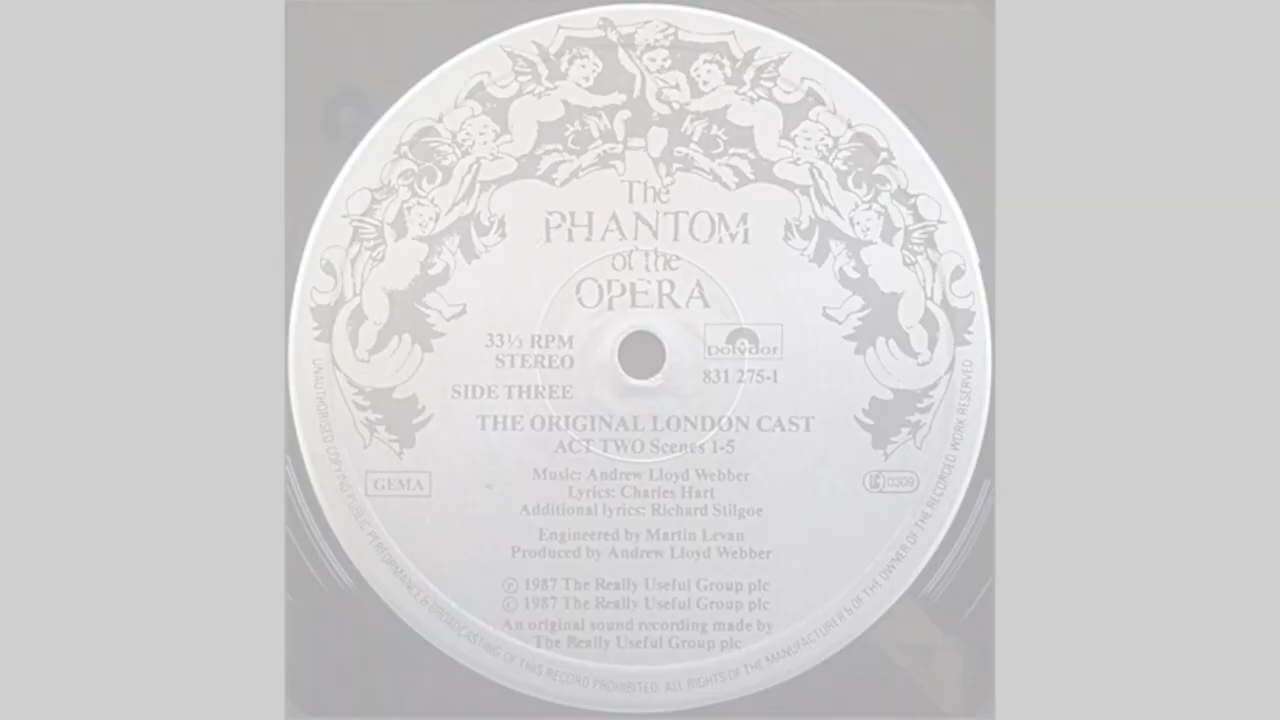 The
PHANTOM
of the
OPERA
33⅓ RPM
STEREO
SIDE THREE
polydor
831 275-1
THE ORIGINAL LONDON CAST
ACT TWO Scenes 1-5
GEMA
LC 0309
Music: Andrew Lloyd Webber
Lyrics: Charles Hart
Additional lyrics: Richard Stilgoe
Engineered by Martin Levan
Produced by Andrew Lloyd Webber
℗ 1987 The Really Useful Group plc
© 1987 The Really Useful Group plc
An original sound recording made by
The Really Useful Group plc
UNAUTHORISED COPYING PUBLIC PERFORMANCE & BROADCASTING OF THIS RECORD PROHIBITED. ALL RIGHTS OF THE MANUFACTURER & OF THE OWNER OF THE RECORDED WORK RESERVED